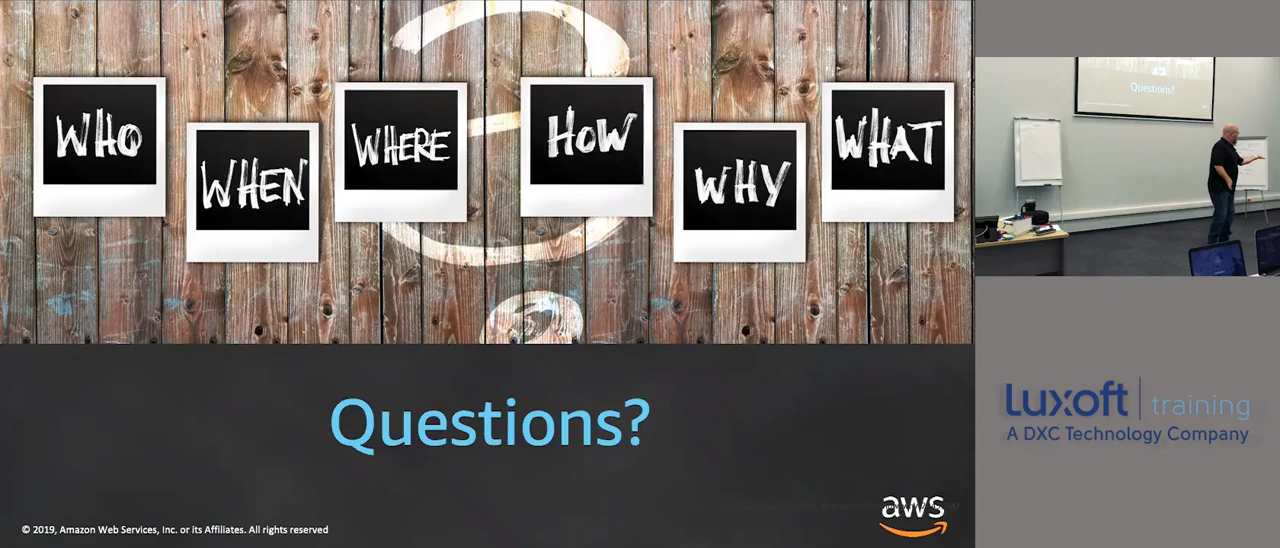 WHO
WHEN
WHERE
HOW
WHY
WHAT
Questions?
aws
© 2019, Amazon Web Services, Inc. or its Affiliates. All rights reserved
Questions?
Luxoft training
A DXC Technology Company